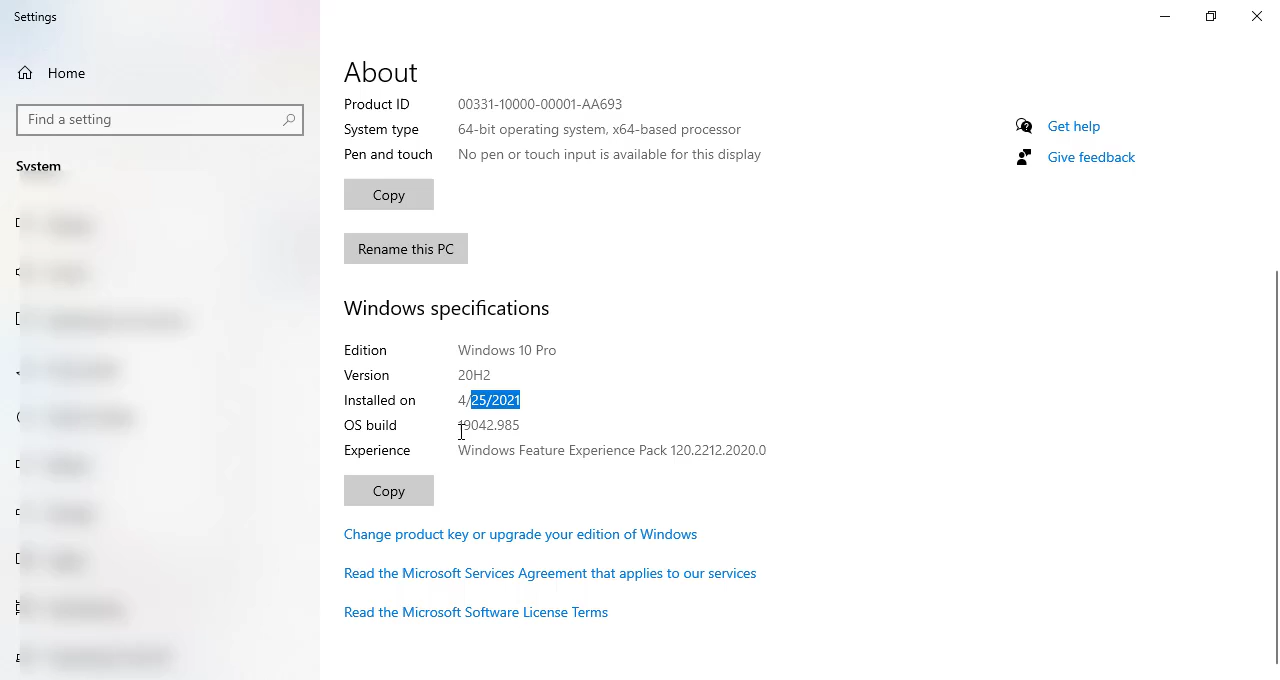 Settings
Home
Find a setting
System
About
Product ID 00331-10000-00001-AA693
System type 64-bit operating system, x64-based processor
Pen and touch No pen or touch input is available for this display
Copy
Rename this PC
Get help
Give feedback
Windows specifications
Edition Windows 10 Pro
Version 20H2
Installed on 4/25/2021
OS build 19042.985
Experience Windows Feature Experience Pack 120.2212.2020.0
Copy
Change product key or upgrade your edition of Windows
Read the Microsoft Services Agreement that applies to our services
Read the Microsoft Software License Terms